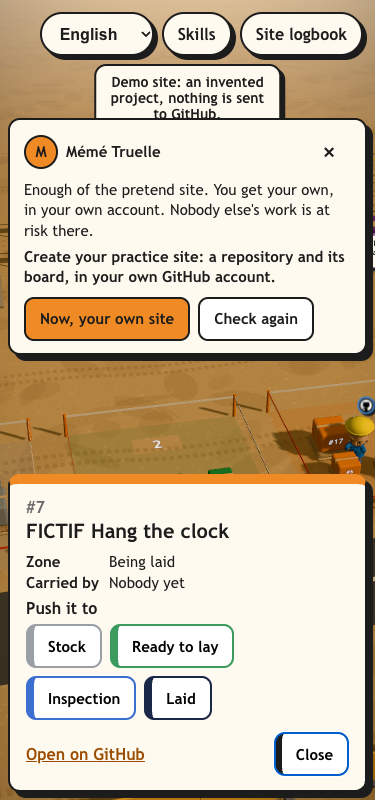 English
Skills
Site logbook
Demo site: an invented
project, nothing is sent
to GitHub.
M
Mémé Truelle
×
Enough of the pretend site. You get your own,
in your own account. Nobody else's work is at
risk there.
Create your practice site: a repository and its
board, in your own GitHub account.
Now, your own site
Check again
2
#17
#7
FICTIF Hang the clock
Zone Being laid
Carried by Nobody yet
Push it to
Stock
Ready to lay
Inspection
Laid
Open on GitHub
Close